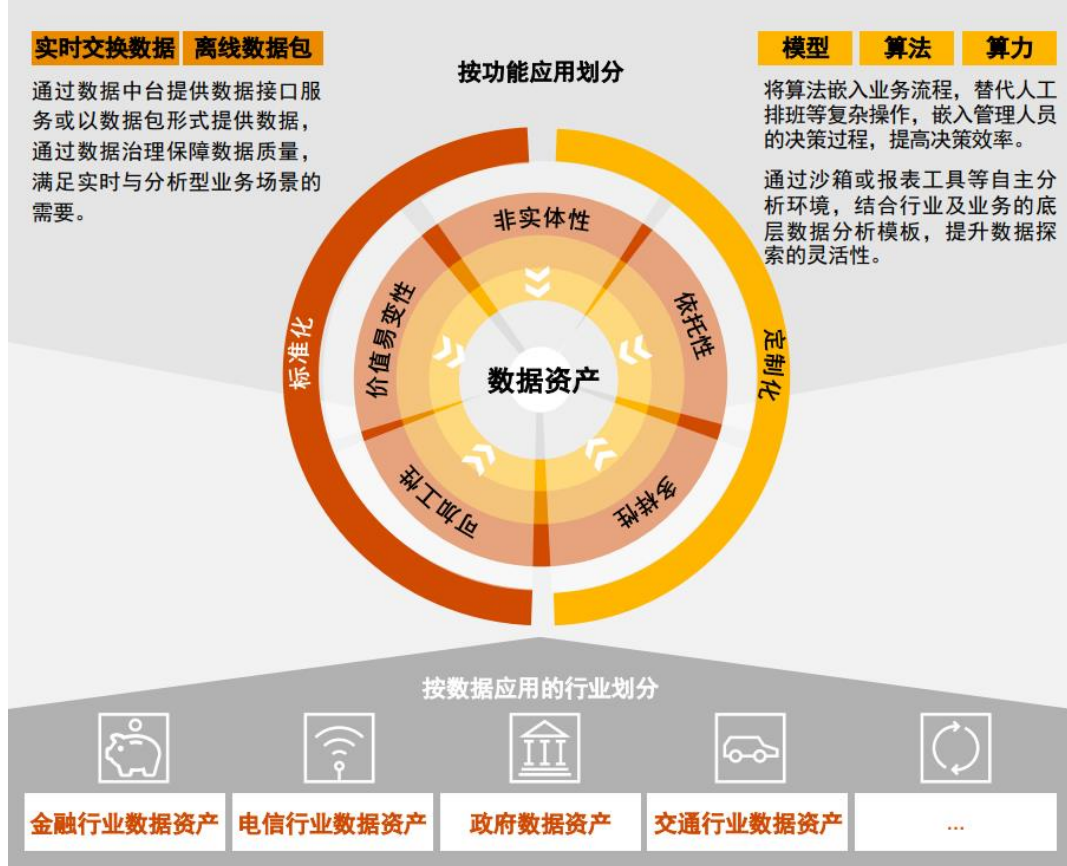 实时交换数据 离线数据包
通过数据中台提供数据接口服
务或以数据包形式提供数据，
通过数据治理保障数据质量，
满足实时与分析型业务场景的
需要。
按功能应用划分
模型 算法 算力
将算法嵌入业务流程，替代人工
排班等复杂操作，嵌入管理人员
的决策过程，提高决策效率。
通过沙箱或报表工具等自主分
析环境，结合行业及业务的底
层数据分析模板，提升数据探
索的灵活性。
标准化
定制化
非实体性
依托性
多样性
可加工性
价值易变性
数据资产
按数据应用的行业划分
金融行业数据资产
电信行业数据资产
政府数据资产
交通行业数据资产
...